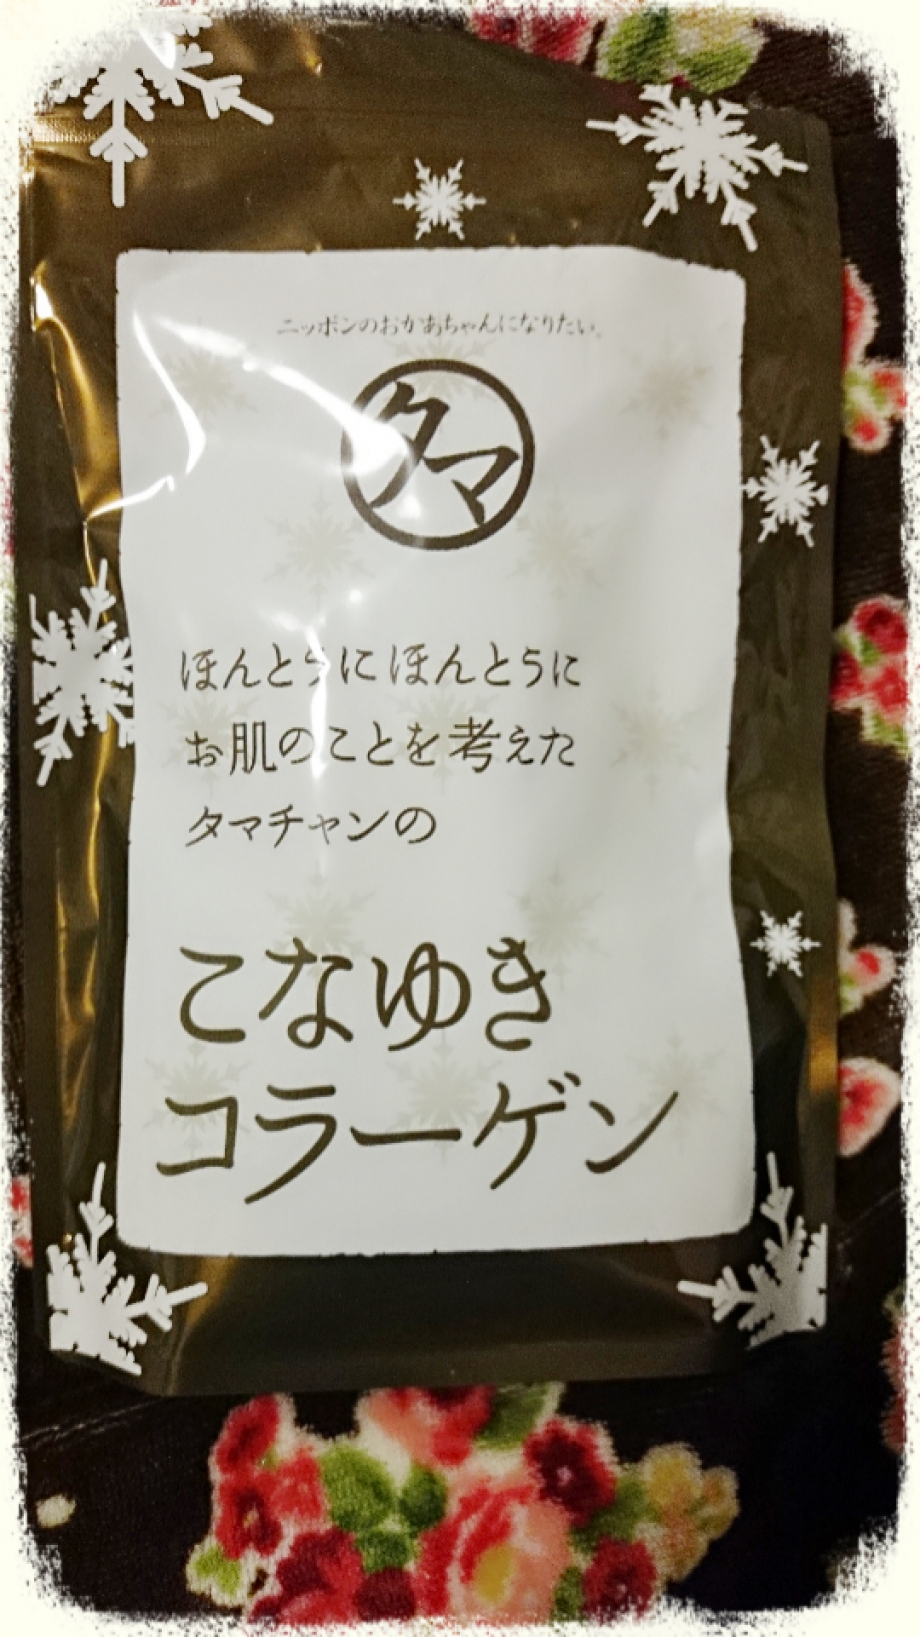 ニッポンのおかあちゃんになりたい。
タマ
ほんとうにほんとうに
お肌のことを考えた
タマチャンの
こなゆき
コラーゲン